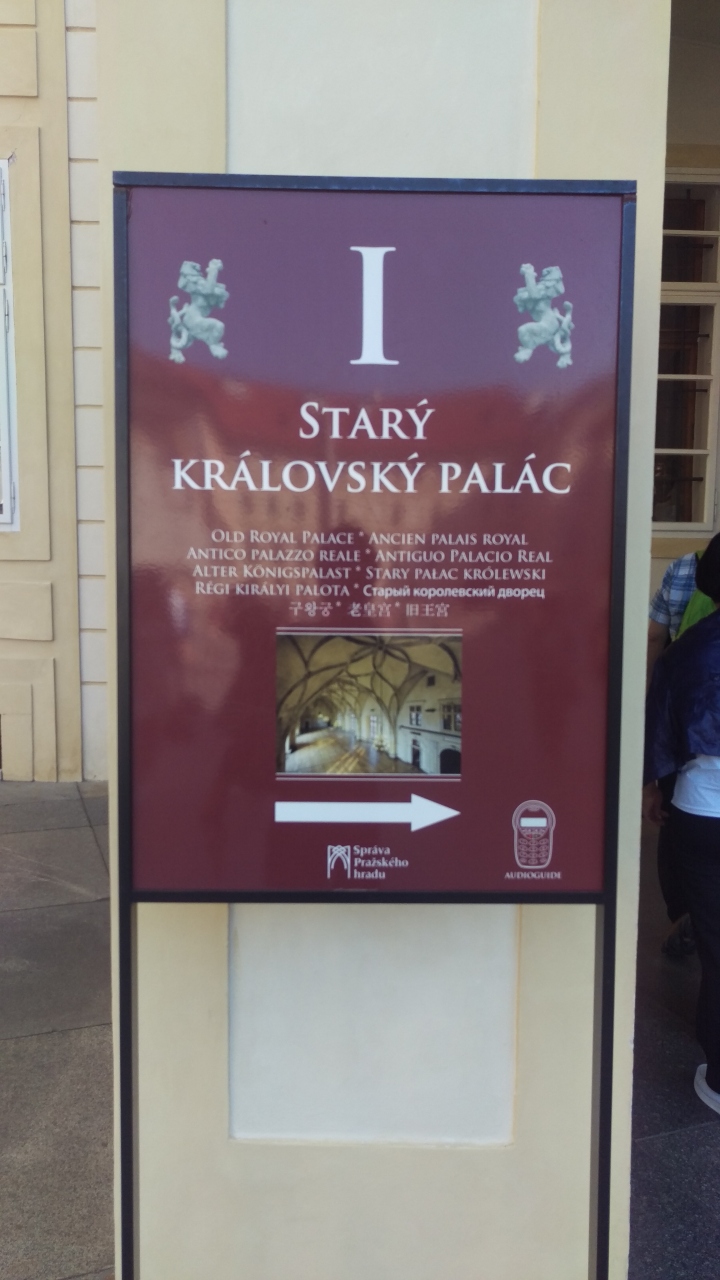 I
STARÝ
KRÁLOVSKÝ PALÁC
OLD ROYAL PALACE * ANCIEN PALAIS ROYAL
ANTICO PALAZZO REALE * ANTIGUO PALACIO REAL
ALTER KÖNIGSPALAST * STARY PAŁAC KRÓLEWSKI
RÉGI KIRÁLYI PALOTA * Старый королевский дворец
구왕궁 * 老皇宫 * 旧王宮
Správa
Pražského
hradu
AUDIOGUIDE